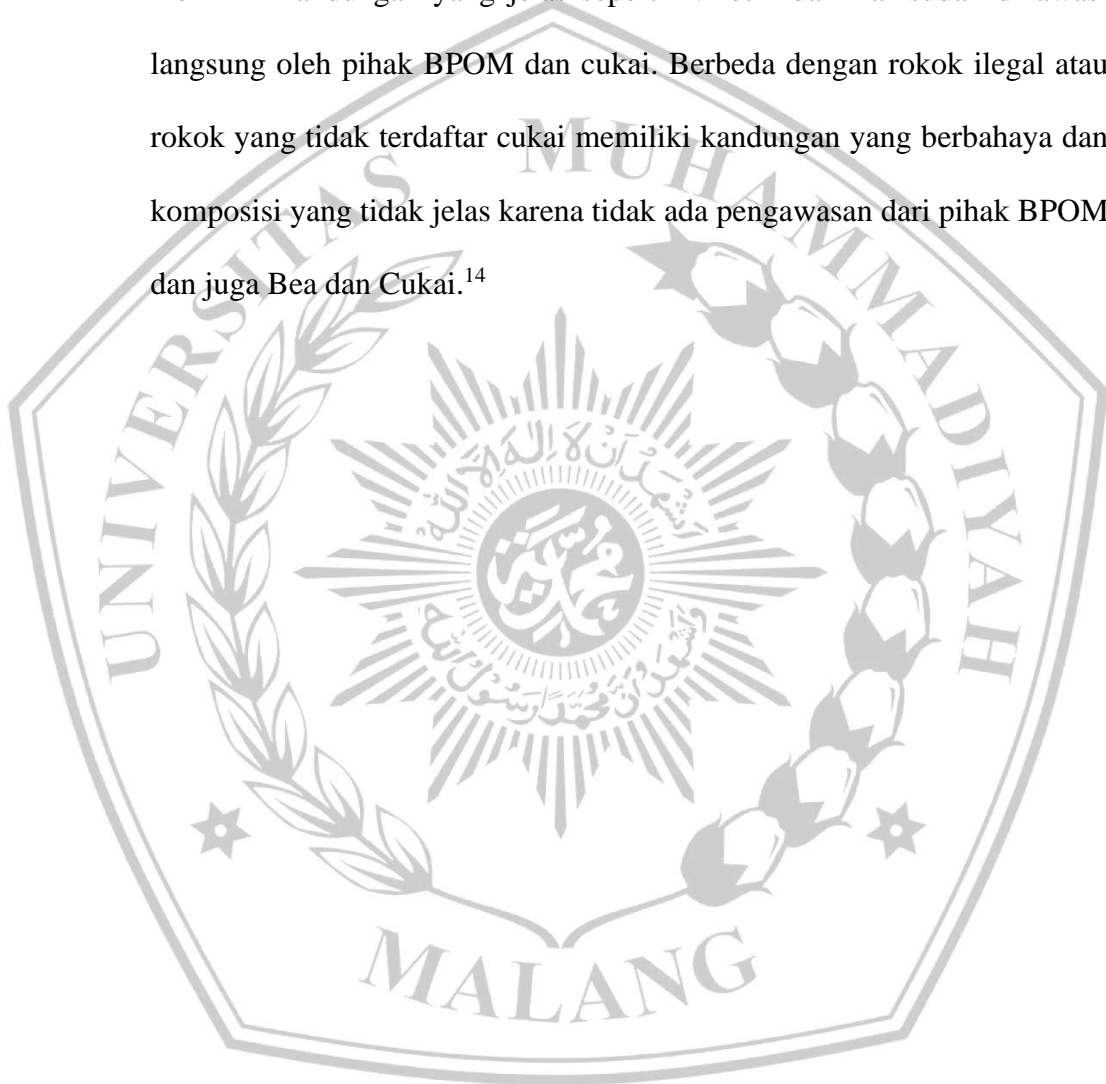 langsung oleh pihak BPOM dan cukai. Berbeda dengan rokok ilegal atau
rokok yang tidak terdaftar cukai memiliki kandungan yang berbahaya dan
komposisi yang tidak jelas karena tidak ada pengawasan dari pihak BPOM
dan juga Bea dan Cukai.14
UNIVERSITAS MUHAMMADIYAH
MALANG